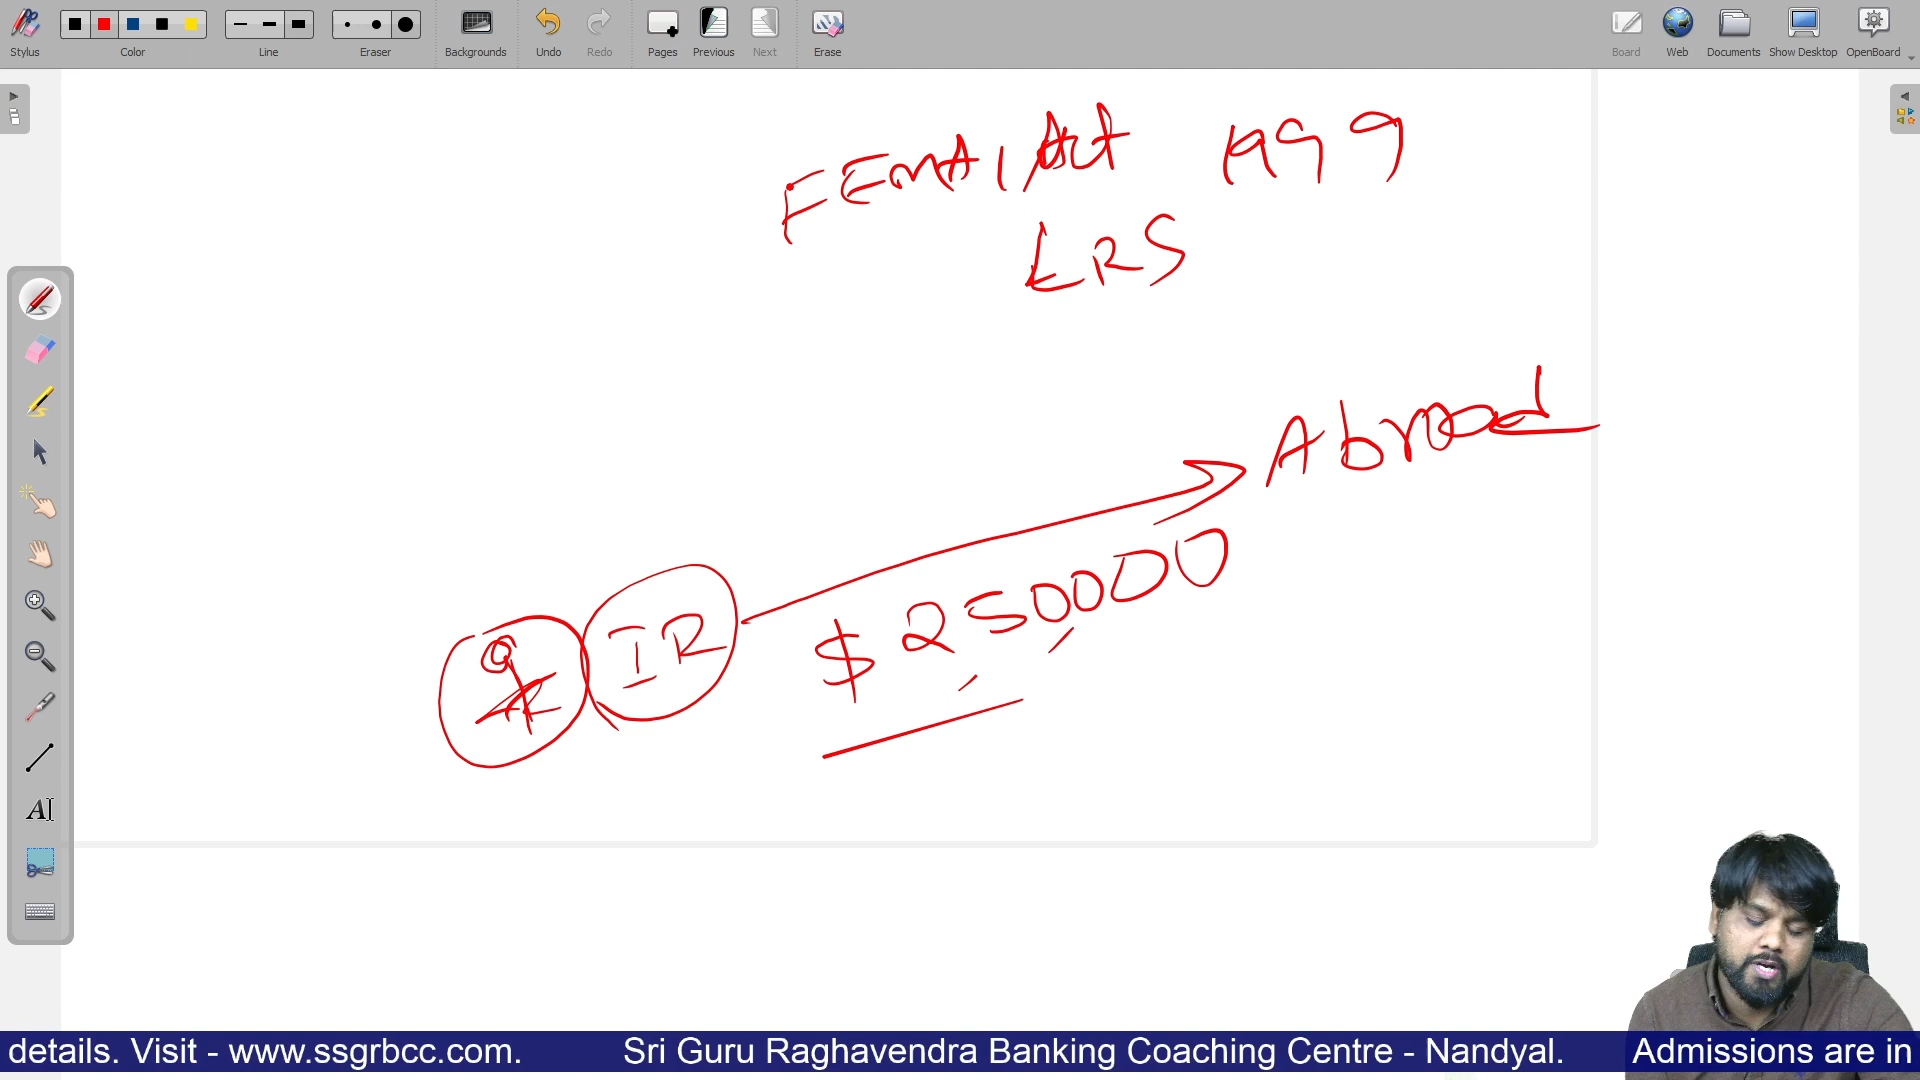 Stylus
Color
Line
Eraser
Backgrounds
Undo
Redo
Pages
Previous
Next
Erase
Board
Web
Documents
Show Desktop
OpenBoard
FEMA, Act 1999
LRS
Abroad
IR
$ 250000
details. Visit - www.ssgrbcc.com. Sri Guru Raghavendra Banking Coaching Centre - Nandyal. Admissions are in